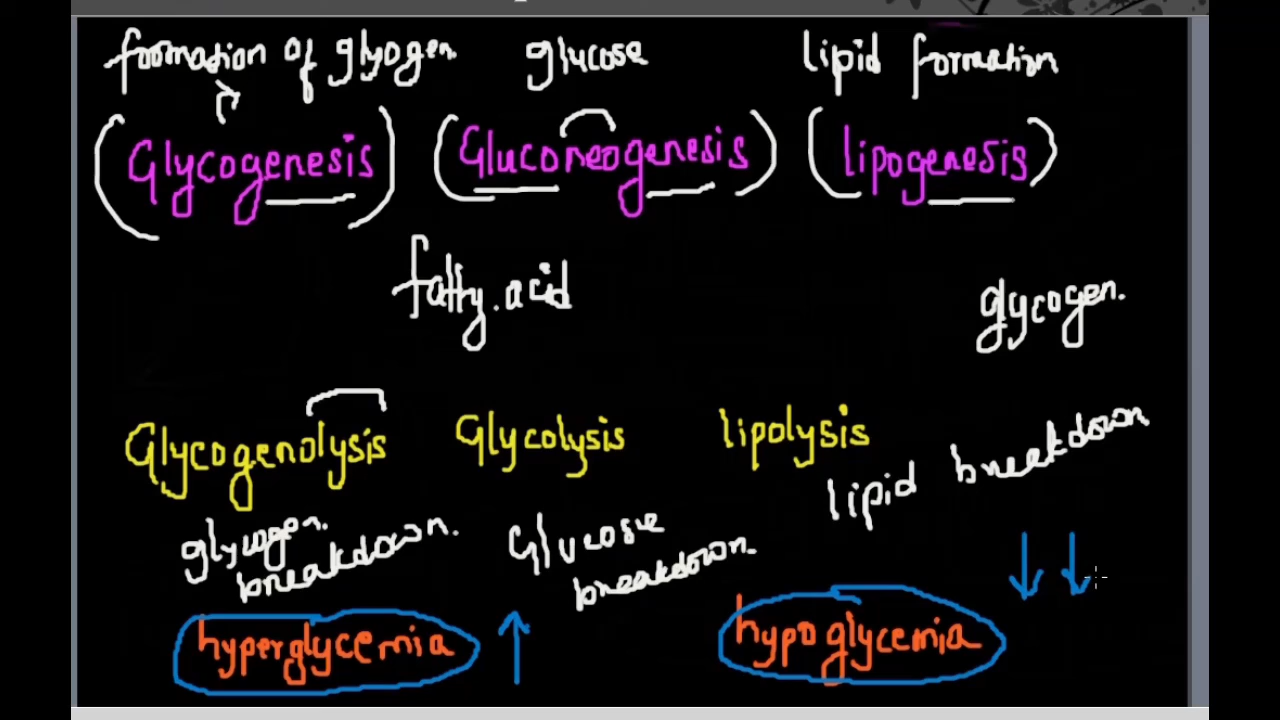 formation of glyogen. glucose lipid formation
Glycogenesis Gluconeogenesis lipogenesis
fatty.acid glycogen.
Glycogenolysis Glycolysis lipolysis
glycogen. breakdown. Glucose breakdown. lipid breakdown
hyperglycemia hypoglycemia